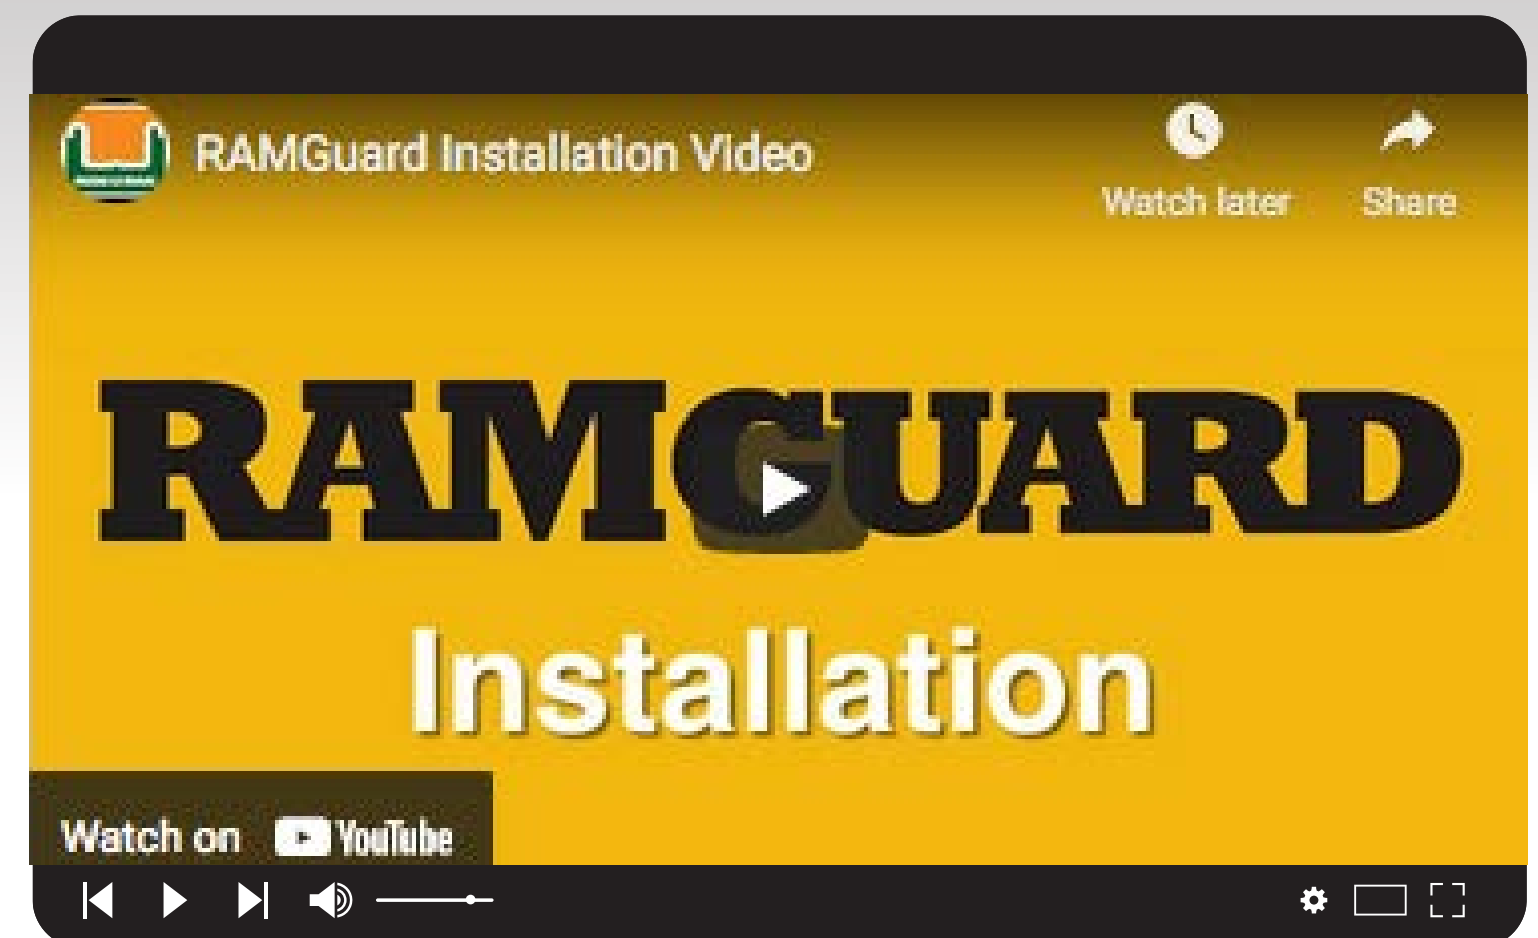 RAMGuard Installation Video
Watch later
Share
RAMGUARD
Installation
Watch on YouTube